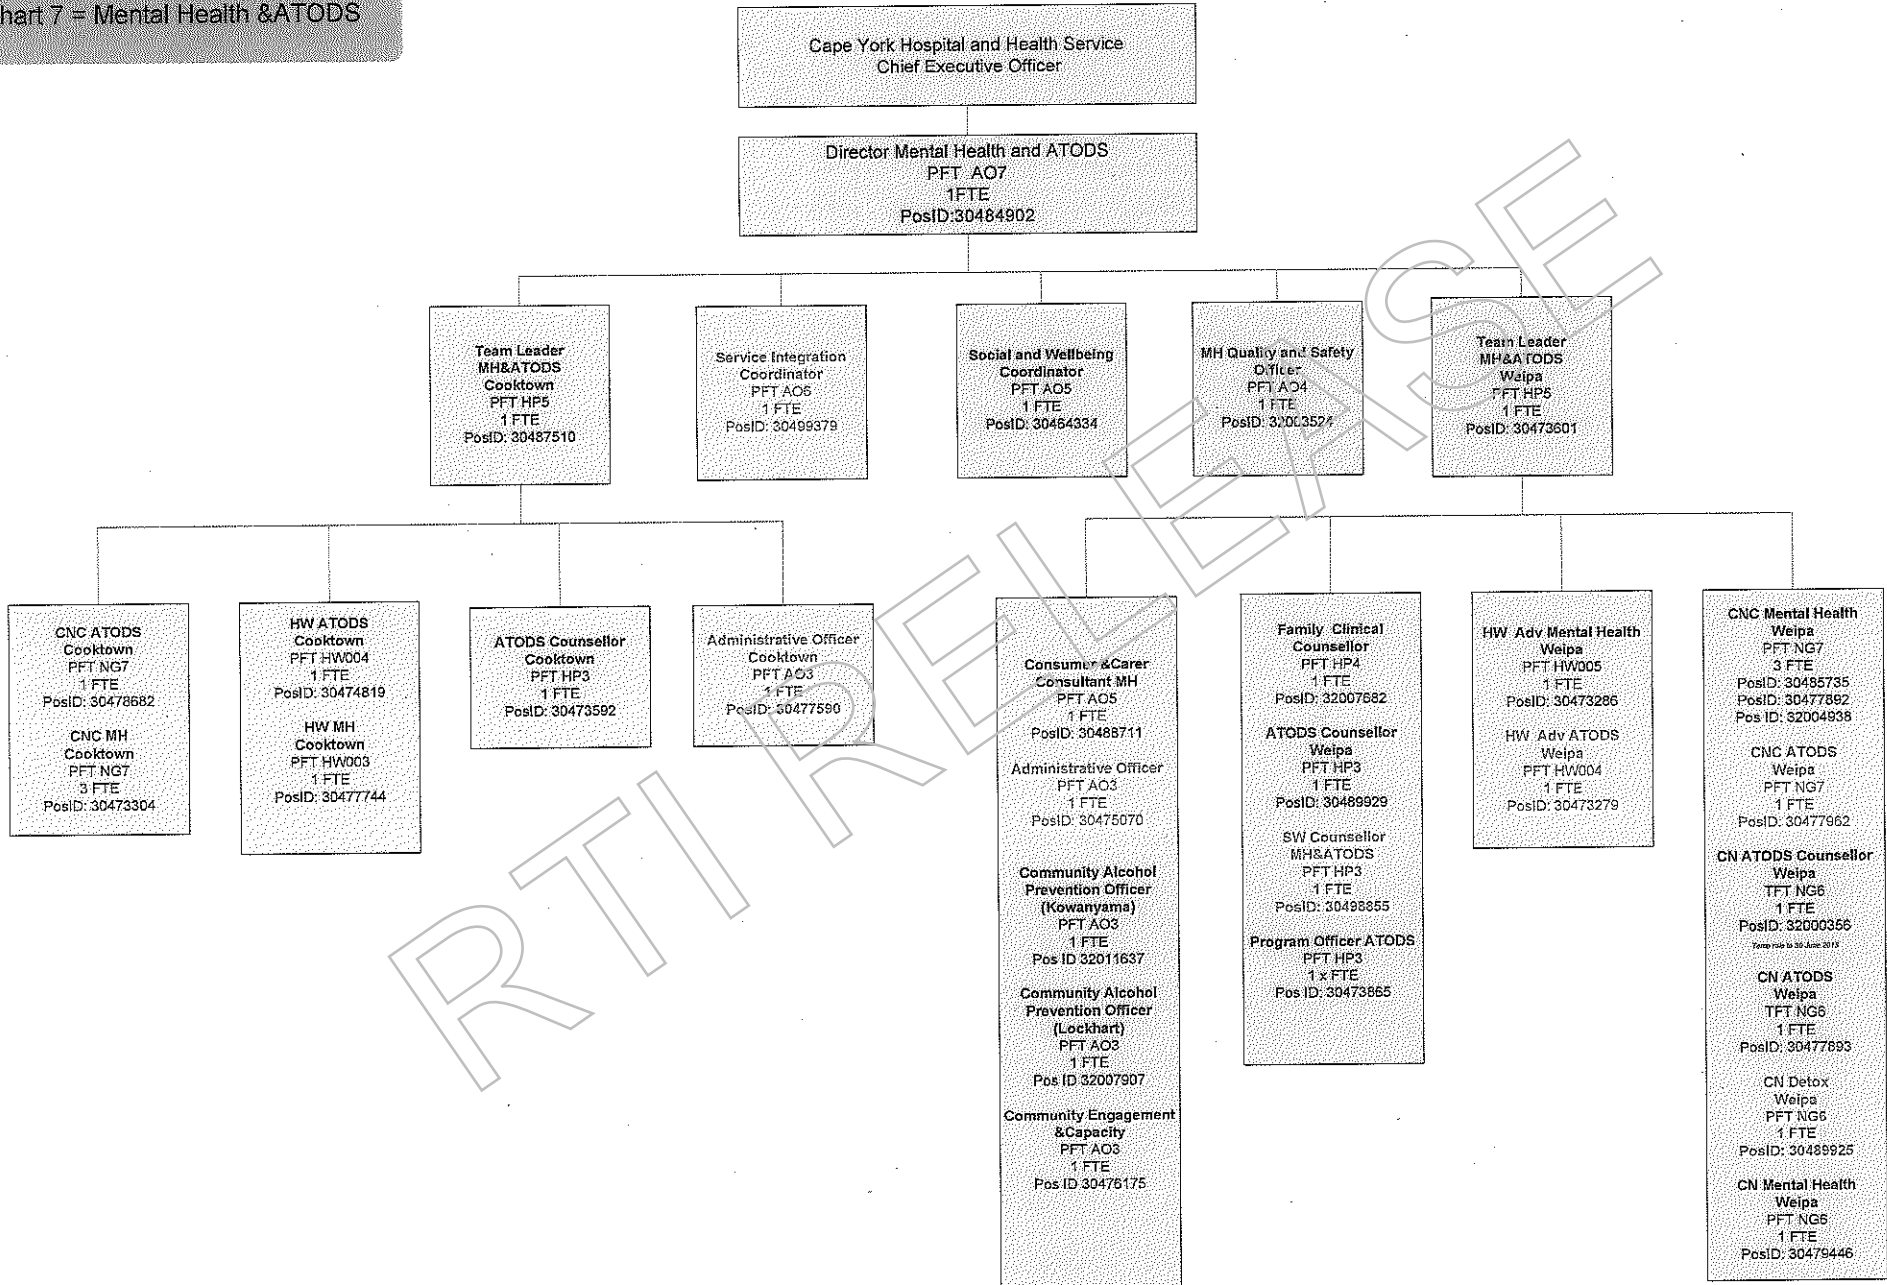 hart 7 = Mental Health &ATODS
Cape York Hospital and Health Service
Chief Executive Officer
Director Mental Health and ATODS
PFT AO7
1FTE
PosID:30484902
Team Leader
MH&ATODS
Cooktown
PFT HP5
1 FTE
PosID: 30487510
Service Integration
Coordinator
PFT AO6
1 FTE
PosID: 30499379
Social and Wellbeing
Coordinator
PFT AO5
1 FTE
PosID: 30464334
MH Quality and Safety
Officer
PFT AO4
1 FTE
PosID: 32003524
Team Leader
MH&ATODS
Weipa
PFT HP5
1 FTE
PosID: 30473601
CNC ATODS
Cooktown
PFT NG7
1 FTE
PosID: 30478682
CNC MH
Cooktown
PFT NG7
3 FTE
PosID: 30473304
HW ATODS
Cooktown
PFT HW004
1 FTE
PosID: 30474819
HW MH
Cooktown
PFT HW003
1 FTE
PosID: 30477744
ATODS Counsellor
Cooktown
PFT HP3
1 FTE
PosID: 30473592
Administrative Officer
Cooktown
PFT AO3
1 FTE
PosID: 30477590
Consumer &Carer
Consultant MH
PFT AO5
1 FTE
PosID: 30488711
Administrative Officer
PFT AO3
1 FTE
PosID: 30475070
Community Alcohol
Prevention Officer
(Kowanyama)
PFT AO3
1 FTE
Pos ID 32011637
Community Alcohol
Prevention Officer
(Lockhart)
PFT AO3
1 FTE
Pos ID 32007907
Community Engagement
&Capacity
PFT AO3
1 FTE
Pos ID 30476175
Family Clinical
Counsellor
PFT HP4
1 FTE
PosID: 32007682
ATODS Counsellor
Weipa
PFT HP3
1 FTE
PosID: 30489929
SW Counsellor
MH&ATODS
PFT HP3
1 FTE
PosID: 30498855
Program Officer ATODS
PFT HP3
1 x FTE
Pos ID: 30473865
HW Adv Mental Health
Weipa
PFT HW005
1 FTE
PosID: 30473286
HW Adv ATODS
Weipa
PFT HW004
1 FTE
PosID: 30473279
CNC Mental Health
Weipa
PFT NG7
3 FTE
PosID: 30485735
PosID: 30477892
Pos ID: 32004938
CNC ATODS
Weipa
PFT NG7
1 FTE
PosID: 30477962
CN ATODS Counsellor
Weipa
TFT NG6
1 FTE
PosID: 32000356
Temp role to 30 June 2013
CN ATODS
Weipa
TFT NG6
1 FTE
PosID: 30477893
CN Detox
Weipa
PFT NG6
1 FTE
PosID: 30489925
CN Mental Health
Weipa
PFT NG6
1 FTE
PosID: 30479446
RTI RELEASE